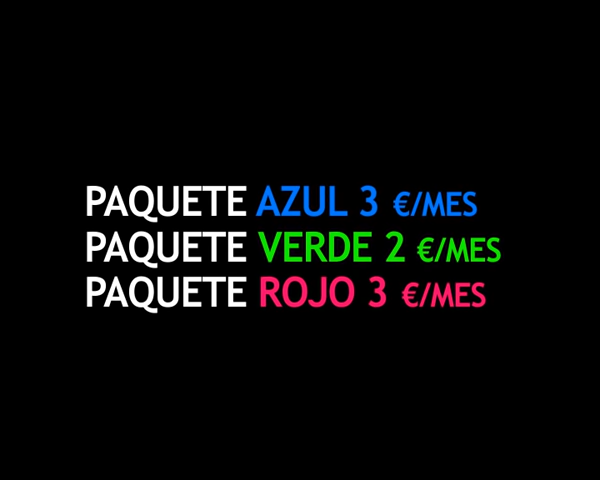 PAQUETE AZUL 3 €/MES
PAQUETE VERDE 2 €/MES
PAQUETE ROJO 3 €/MES